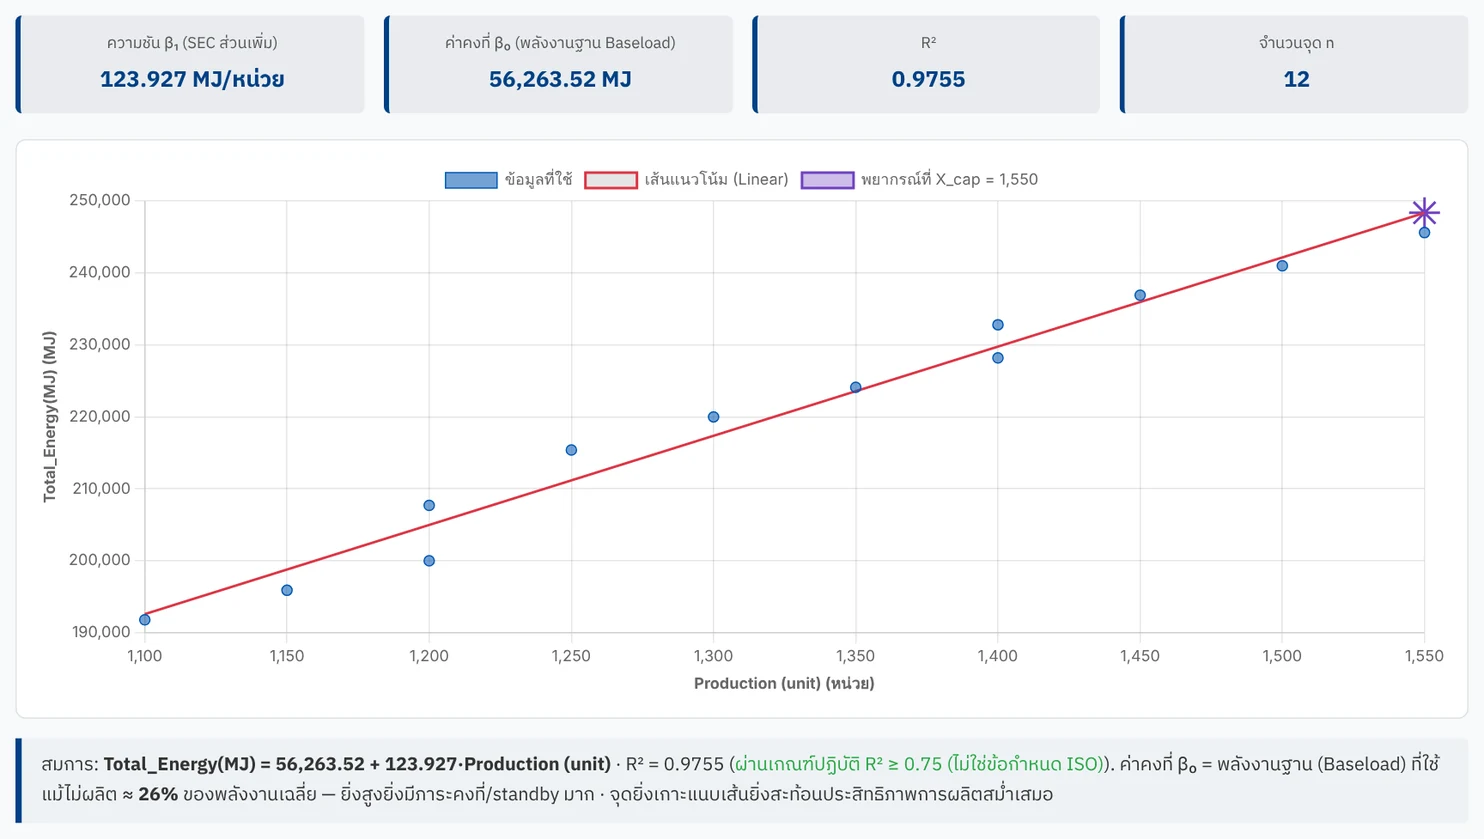 ความชัน β₁ (SEC ส่วนเพิ่ม)
123.927 MJ/หน่วย
ค่าคงที่ β₀ (พลังงานฐาน Baseload)
56,263.52 MJ
R²
0.9755
จำนวนจุด n
12
ข้อมูลที่ใช้
เส้นแนวโน้ม (Linear)
พยากรณ์ที่ X_cap = 1,550
250,000
240,000
230,000
220,000
210,000
200,000
190,000
Total_Energy(MJ) (MJ)
1,100 1,150 1,200 1,250 1,300 1,350 1,400 1,450 1,500 1,550
Production (unit) (หน่วย)
สมการ: Total_Energy(MJ) = 56,263.52 + 123.927·Production (unit) · R² = 0.9755 (ผ่านเกณฑ์ปฏิบัติ R² ≥ 0.75 (ไม่ใช่ข้อกำหนด ISO)). ค่าคงที่ β₀ = พลังงานฐาน (Baseload) ที่ใช้
แม้ไม่ผลิต ≈ 26% ของพลังงานเฉลี่ย — ยิ่งสูงยิ่งมีภาระคงที่/standby มาก · จุดยิ่งเกาะแนบเส้นยิ่งสะท้อนประสิทธิภาพการผลิตสม่ำเสมอ